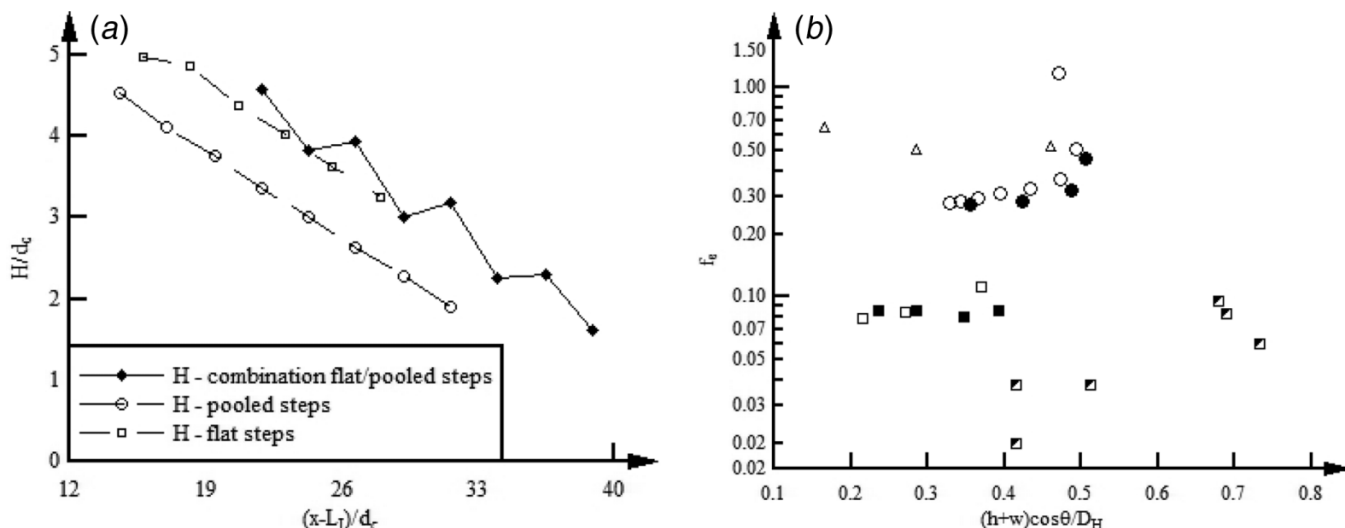 (a)
5
4
3
2
1
0
H/dc
H - combination flat/pooled steps
H - pooled steps
H - flat steps
12 19 26 33 40
(x-LI)/dc
(b)
1.50
1.00
0.70
0.50
0.30
0.20
0.10
0.07
0.05
0.03
0.02
0.02
fe
0.1 0.2 0.3 0.4 0.5 0.6 0.7 0.8
(h+w)cosθ/DH